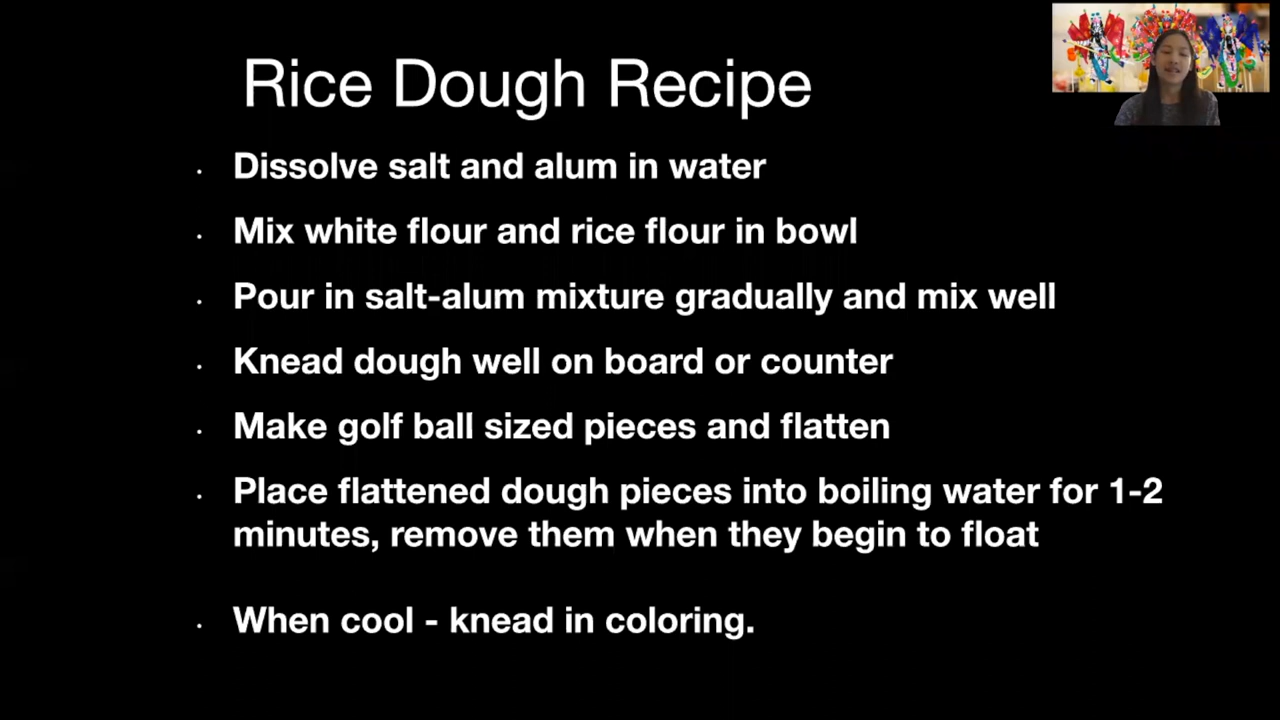 Rice Dough Recipe
· Dissolve salt and alum in water
· Mix white flour and rice flour in bowl
· Pour in salt-alum mixture gradually and mix well
· Knead dough well on board or counter
· Make golf ball sized pieces and flatten
· Place flattened dough pieces into boiling water for 1-2
minutes, remove them when they begin to float
· When cool - knead in coloring.